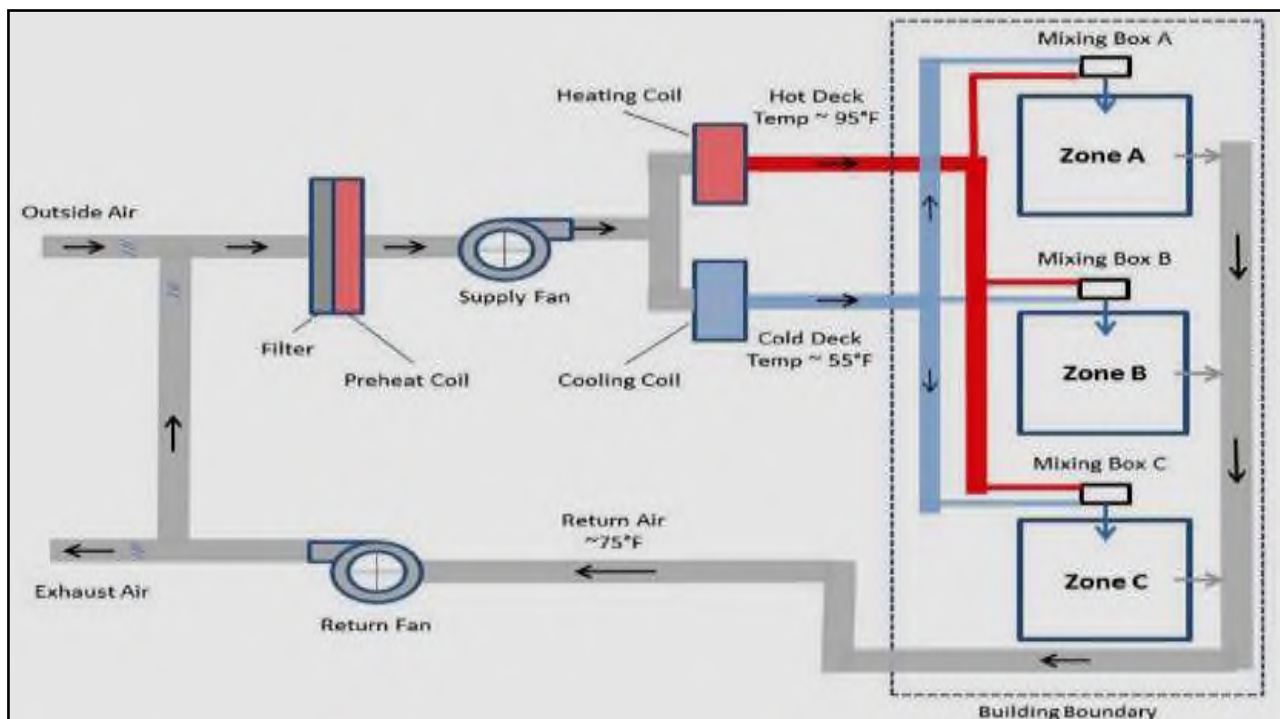 Mixing Box A
Heating Coil
Hot Deck
Temp ~ 95°F
Zone A
Outside Air
Mixing Box B
Supply Fan
Filter
Preheat Coil
Cooling Coil
Cold Deck
Temp ~ 55°F
Zone B
Mixing Box C
Return Air
~75°F
Zone C
Exhaust Air
Return Fan
Building Boundary